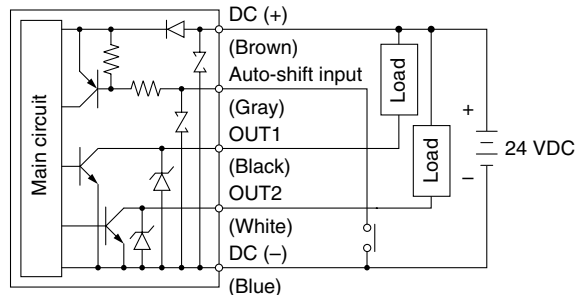 DC (+)
(Brown)
Auto-shift input
(Gray)
OUT1
(Black)
OUT2
(White)
DC (–)
(Blue)
Main circuit
Load
Load
+
24 VDC
–